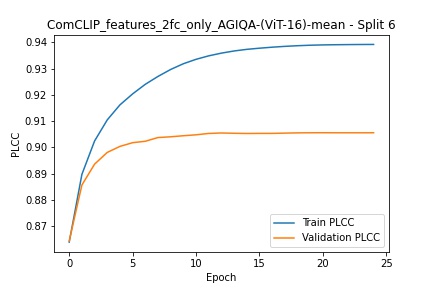 ComCLIP_features_2fc_only_AGIQA-(ViT-16)-mean - Split 6
0.94
0.93
0.92
0.91
0.90
0.89
0.88
0.87
PLCC
Train PLCC
Validation PLCC
0 5 10 15 20 25
Epoch